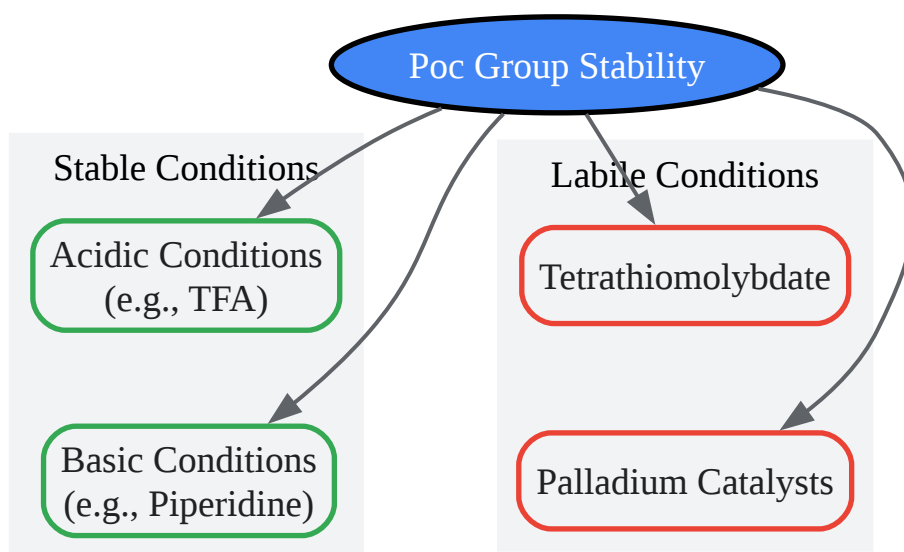 Poc Group Stability
Stable Conditions
Acidic Conditions
(e.g., TFA)
Basic Conditions
(e.g., Piperidine)
Labile Conditions
Tetrathiomolybdate
Palladium Catalysts